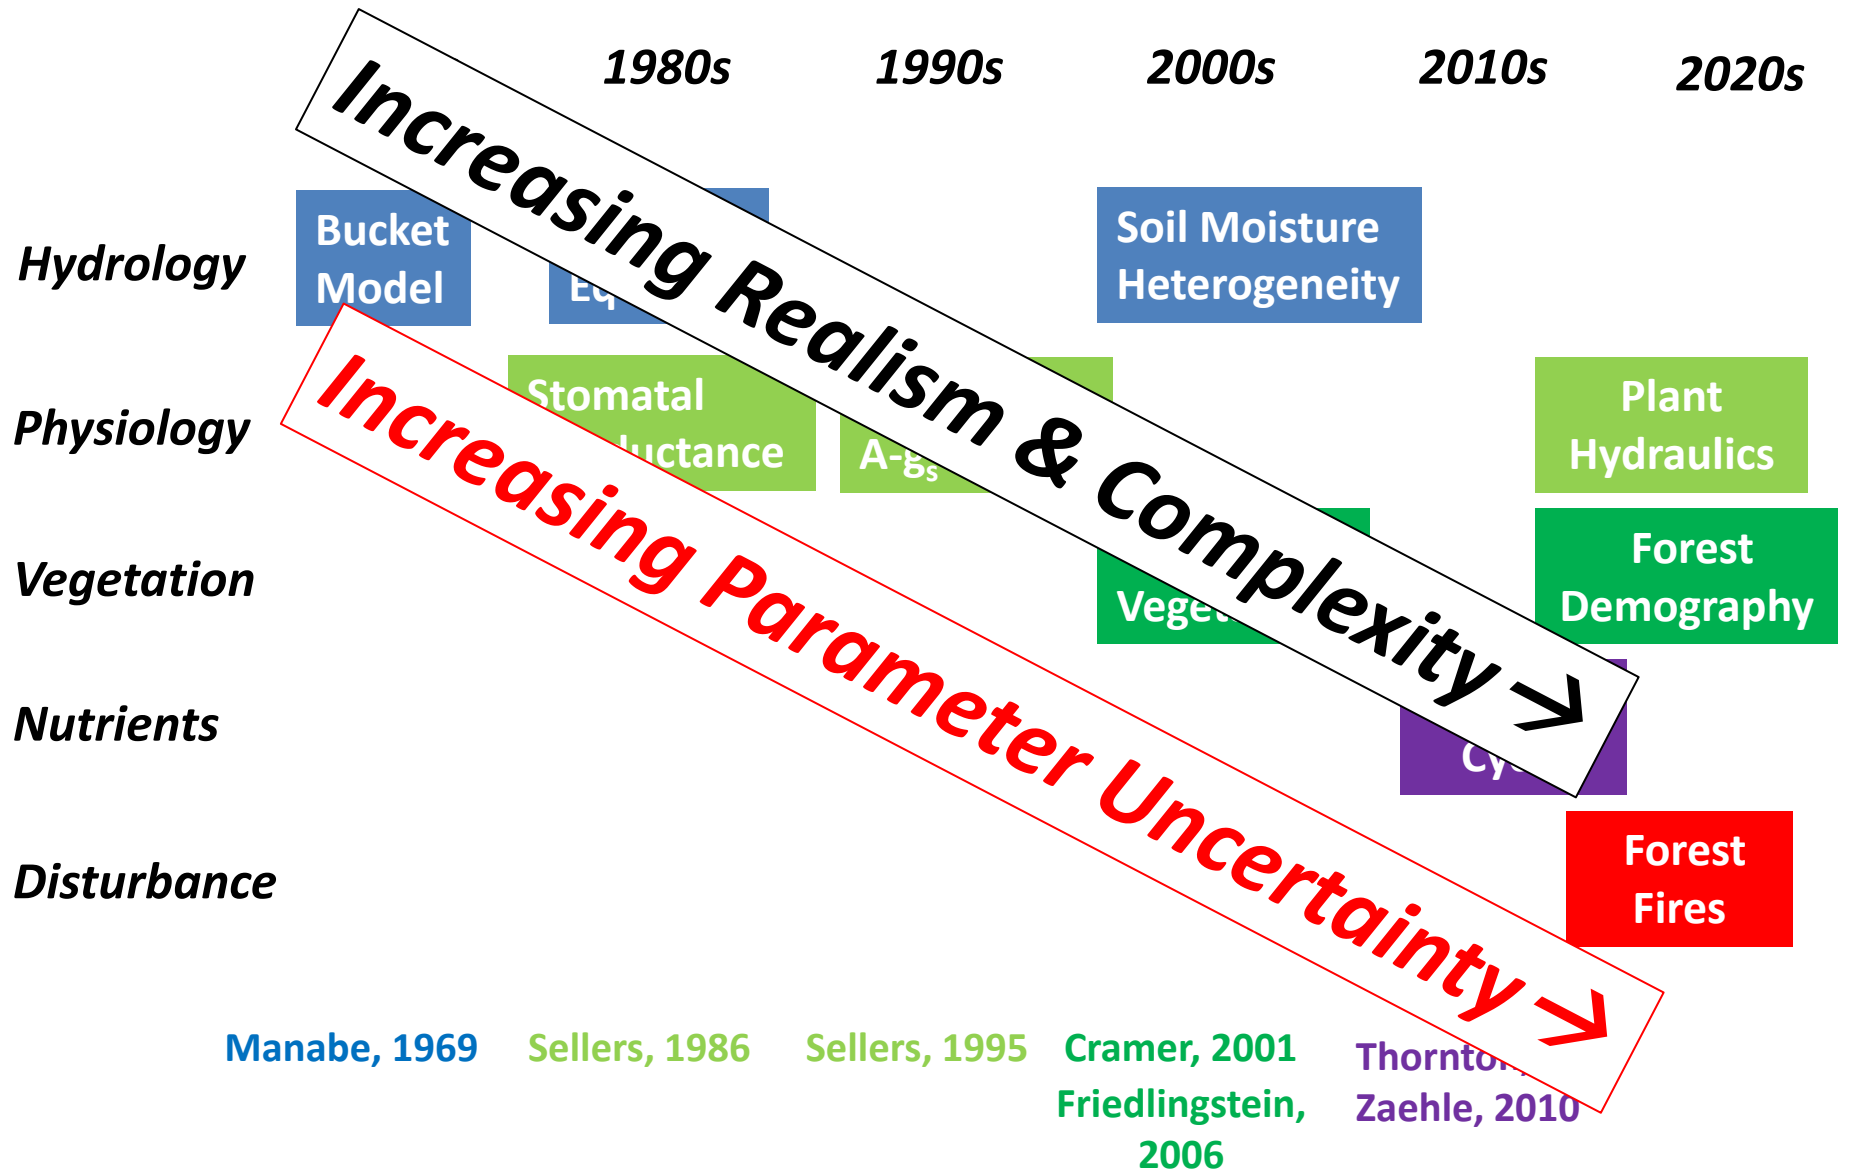 1980s 1990s 2000s 2010s 2020s
Increasing Realism & Complexity →
Increasing Parameter Uncertainty →
Hydrology
Bucket
Model
Soil Moisture
Heterogeneity
Physiology
Stomatal
A-gs
Plant
Hydraulics
Vegetation
Forest
Demography
Nutrients
Disturbance
Forest
Fires
Manabe, 1969
Sellers, 1986
Sellers, 1995
Cramer, 2001
Friedlingstein,
2006
Thornton,
Zaehle, 2010